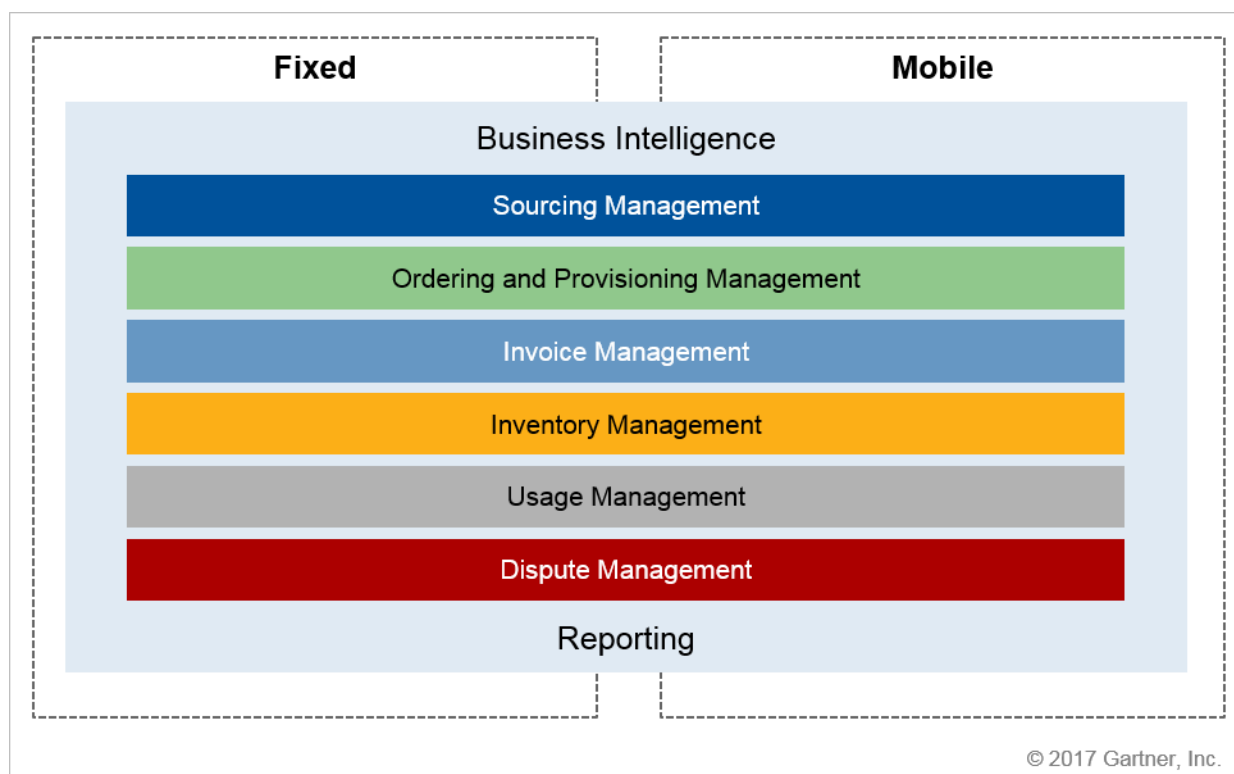 Fixed
Mobile
Business Intelligence
Sourcing Management
Ordering and Provisioning Management
Invoice Management
Inventory Management
Usage Management
Dispute Management
Reporting
© 2017 Gartner, Inc.